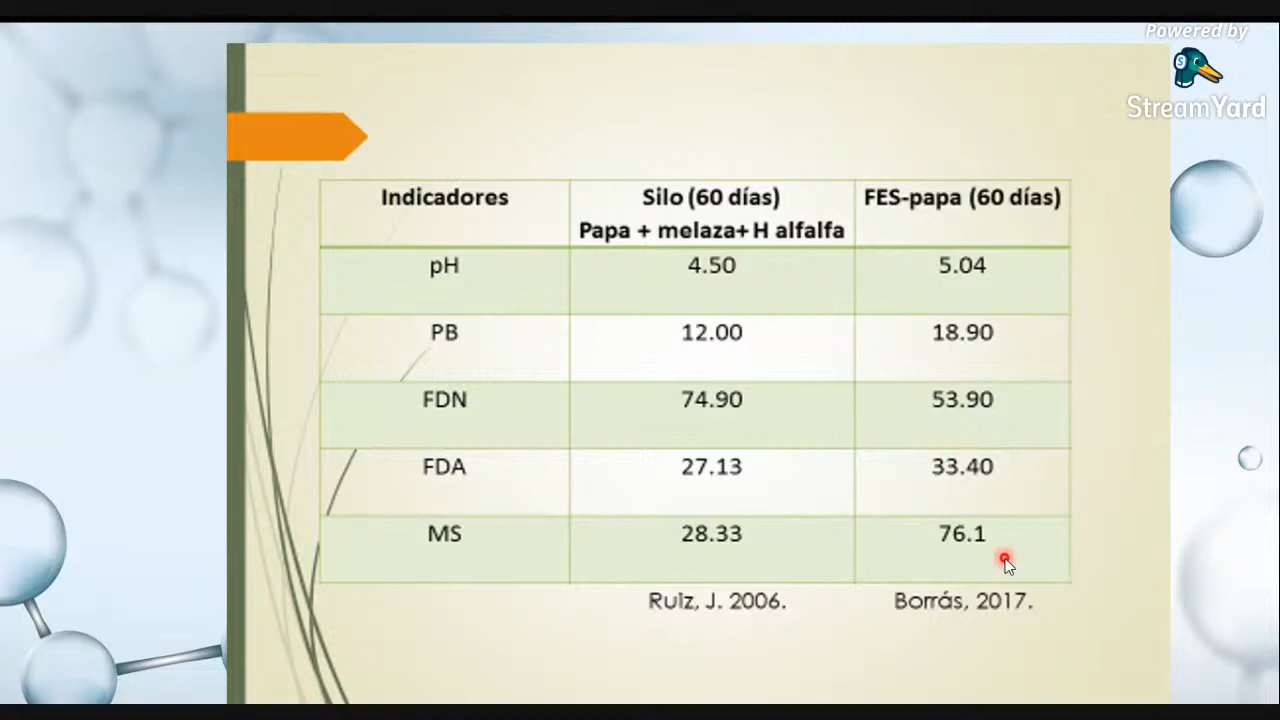 Powered by
StreamYard
Indicadores
Silo (60 días)
Papa + melaza+ H alfalfa
FES-papa (60 días)
pH 4.50 5.04
PB 12.00 18.90
FDN 74.90 53.90
FDA 27.13 33.40
MS 28.33 76.1
Ruiz, J. 2006. Borrás, 2017.